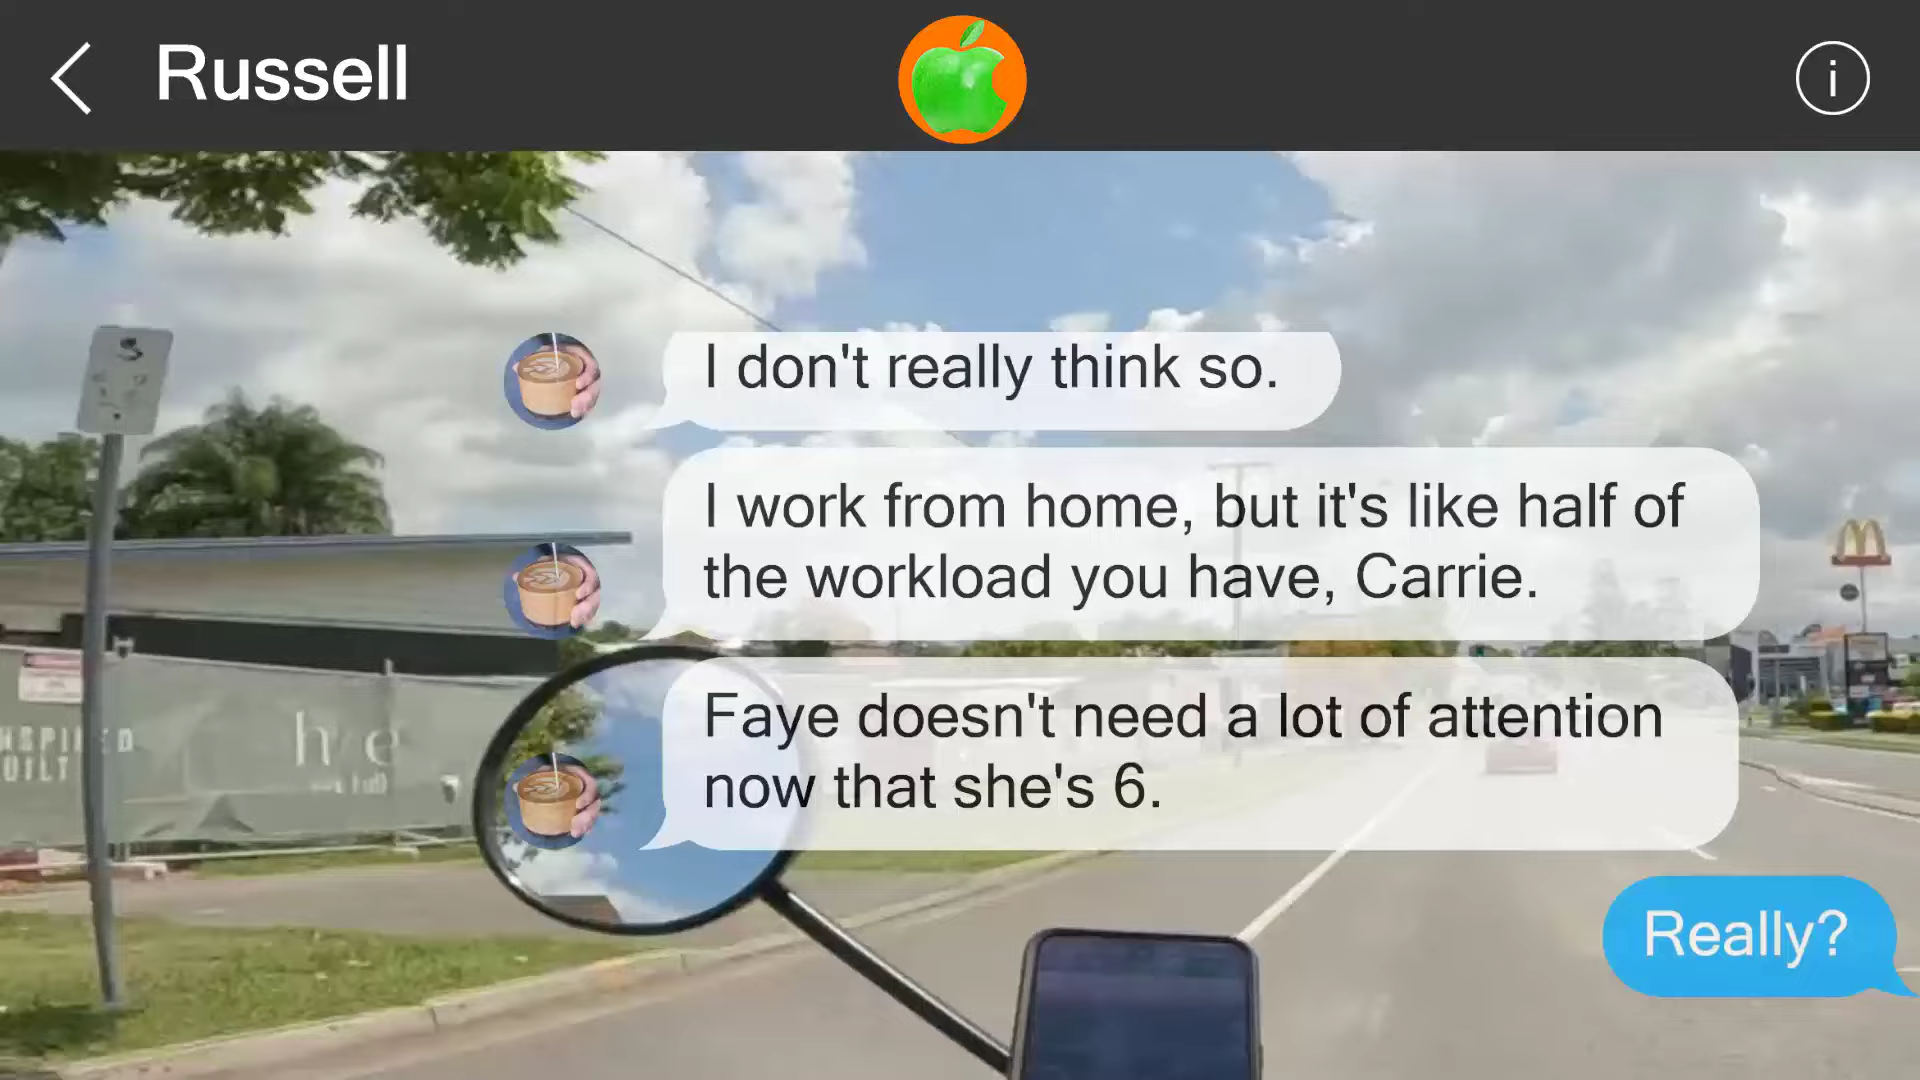 Russell
i
I don't really think so.
I work from home, but it's like half of
the workload you have, Carrie.
Faye doesn't need a lot of attention
now that she's 6.
Really?